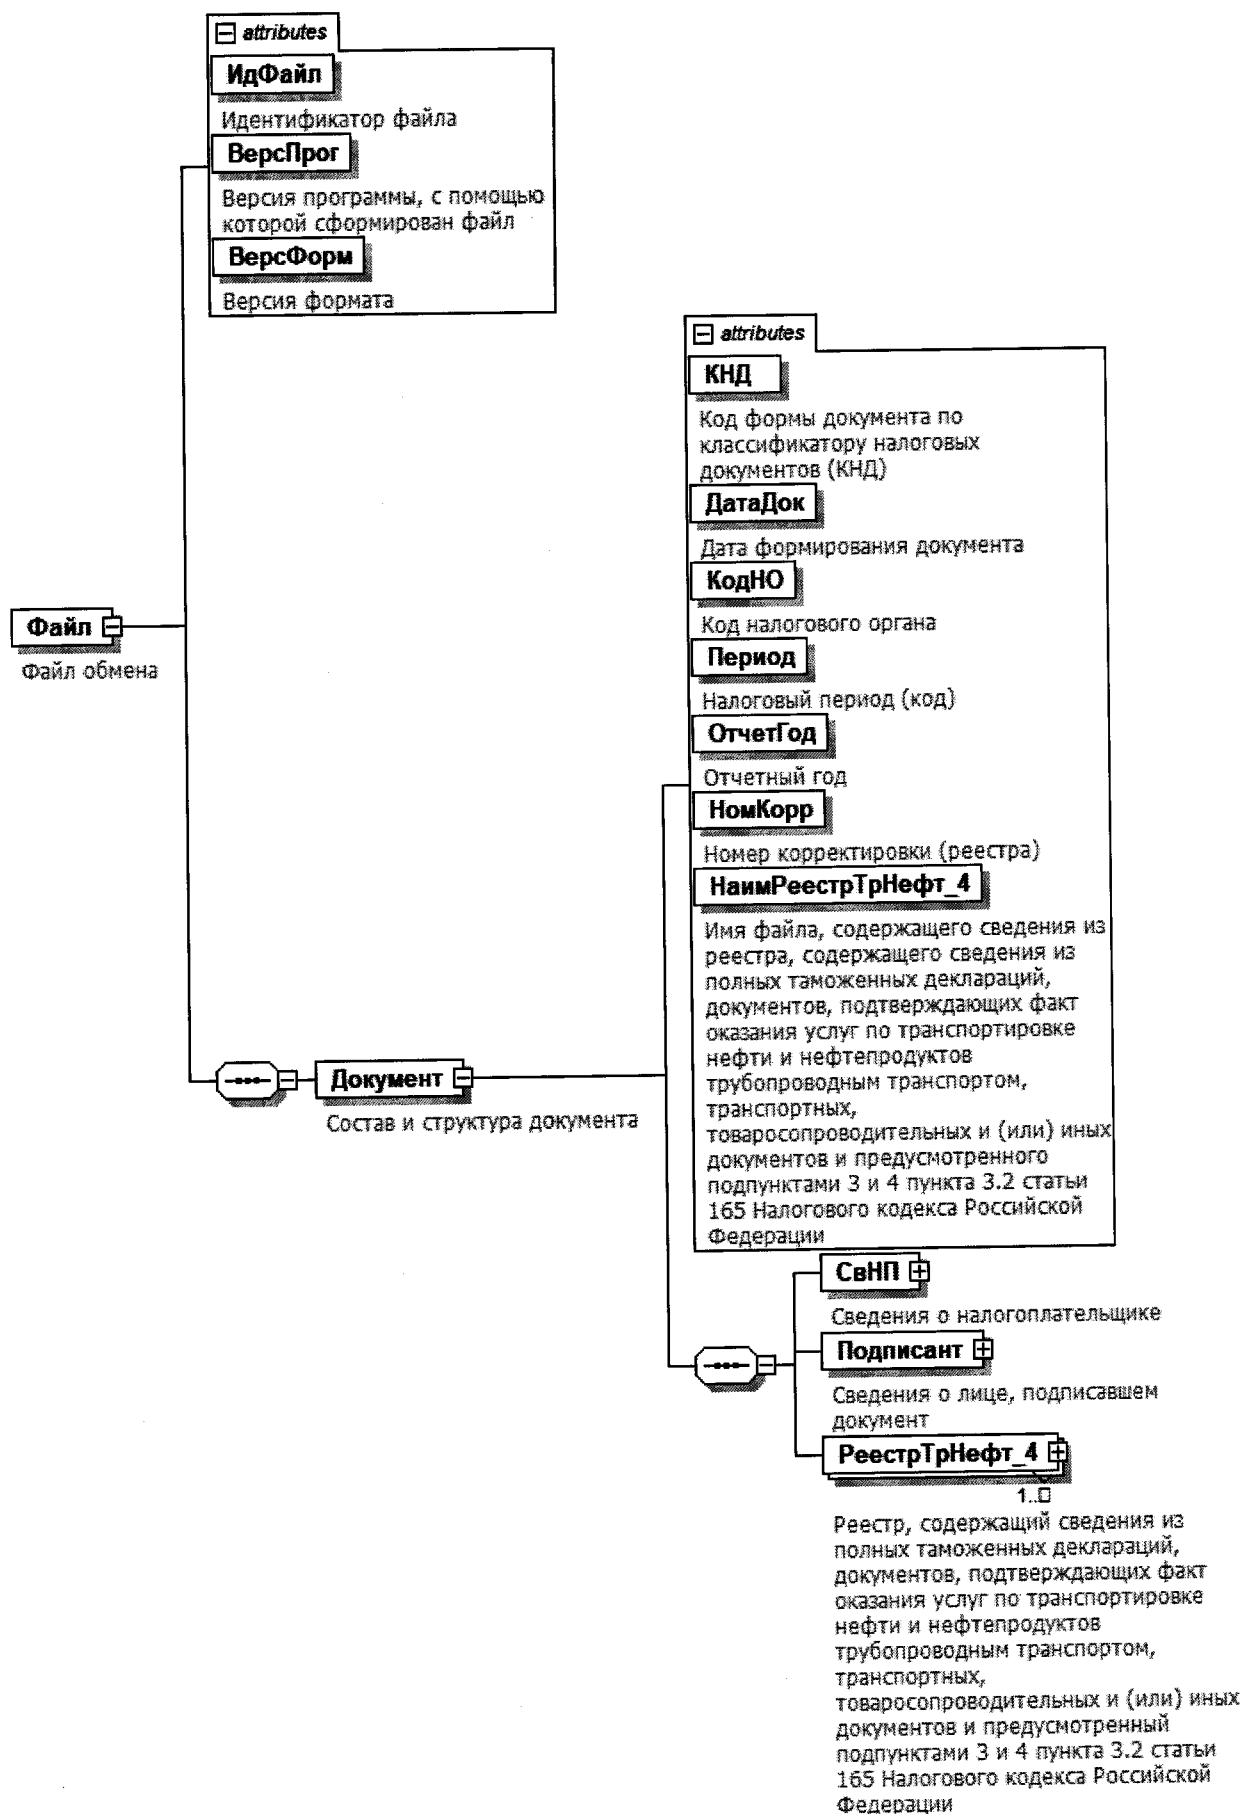 attributes
ИдФайл
Идентификатор файла
ВерсПрог
Версия программы, с помощью
которой сформирован файл
ВерсФорм
Версия формата
Файл
Файл обмена
Документ
Состав и структура документа
attributes
КНД
Код формы документа по
классификатору налоговых
документов (КНД)
ДатаДок
Дата формирования документа
КодНО
Код налогового органа
Период
Налоговый период (код)
ОтчетГод
Отчетный год
НомКорр
Номер корректировки (реестра)
НаимРеестрТрНефт_4
Имя файла, содержащего сведения из
реестра, содержащего сведения из
полных таможенных деклараций,
документов, подтверждающих факт
оказания услуг по транспортировке
нефти и нефтепродуктов
трубопроводным транспортом,
транспортных,
товаросопроводительных и (или) иных
документов и предусмотренного
подпунктами 3 и 4 пункта 3.2 статьи
165 Налогового кодекса Российской
Федерации
СвНП
Сведения о налогоплательщике
Подписант
Сведения о лице, подписавшем
документ
РеестрТрНефт_4
1..□
Реестр, содержащий сведения из
полных таможенных деклараций,
документов, подтверждающих факт
оказания услуг по транспортировке
нефти и нефтепродуктов
трубопроводным транспортом,
транспортных,
товаросопроводительных и (или) иных
документов и предусмотренный
подпунктами 3 и 4 пункта 3.2 статьи
165 Налогового кодекса Российской
Федерации